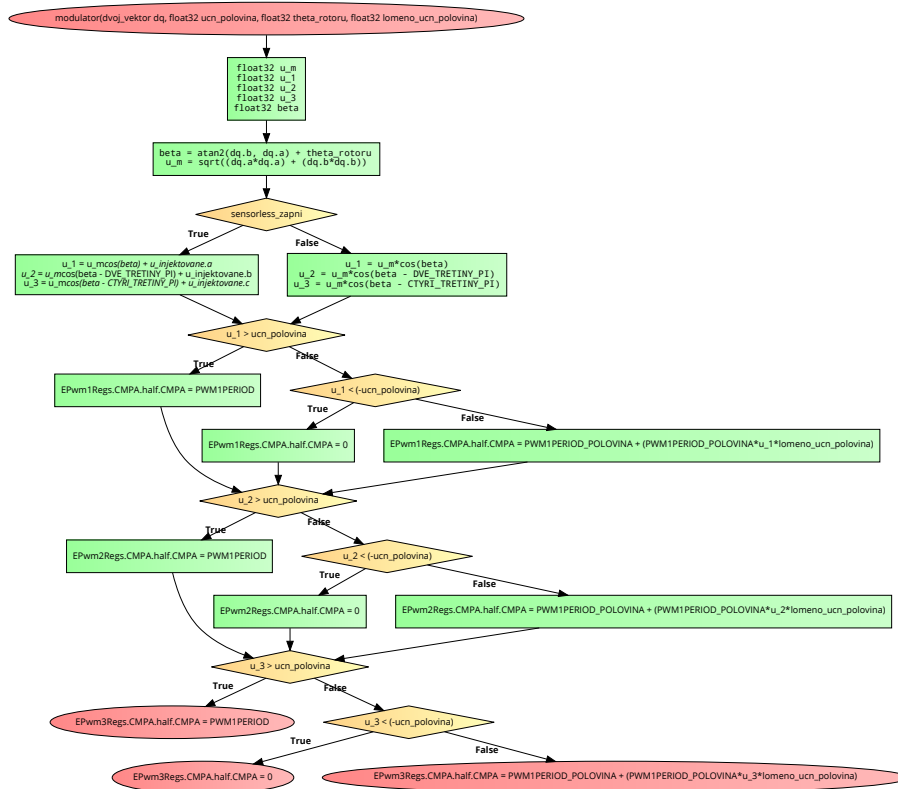 modulator(dvoj_vektor dq, float32 ucn_polovina, float32 theta_rotoru, float32 lomeno_ucn_polovina)
float32 u_m
float32 u_1
float32 u_2
float32 u_3
float32 beta
beta = atan2(dq.b, dq.a) + theta_rotoru
u_m = sqrt((dq.a*dq.a) + (dq.b*dq.b))
sensorless_zapni
True
False
u_1 = u_mcos(beta) + u_injektovane.a
u_2 = u_mcos(beta - DVE_TRETINY_PI) + u_injektovane.b
u_3 = u_mcos(beta - CTYRI_TRETINY_PI) + u_injektovane.c
u_1 = u_m*cos(beta)
u_2 = u_m*cos(beta - DVE_TRETINY_PI)
u_3 = u_m*cos(beta - CTYRI_TRETINY_PI)
u_1 > ucn_polovina
True
False
EPwm1Regs.CMPA.half.CMPA = PWM1PERIOD
u_1 < (-ucn_polovina)
True
False
EPwm1Regs.CMPA.half.CMPA = 0
EPwm1Regs.CMPA.half.CMPA = PWM1PERIOD_POLOVINA + (PWM1PERIOD_POLOVINA*u_1*lomeno_ucn_polovina)
u_2 > ucn_polovina
True
False
EPwm2Regs.CMPA.half.CMPA = PWM1PERIOD
u_2 < (-ucn_polovina)
True
False
EPwm2Regs.CMPA.half.CMPA = 0
EPwm2Regs.CMPA.half.CMPA = PWM1PERIOD_POLOVINA + (PWM1PERIOD_POLOVINA*u_2*lomeno_ucn_polovina)
u_3 > ucn_polovina
True
False
EPwm3Regs.CMPA.half.CMPA = PWM1PERIOD
u_3 < (-ucn_polovina)
True
False
EPwm3Regs.CMPA.half.CMPA = 0
EPwm3Regs.CMPA.half.CMPA = PWM1PERIOD_POLOVINA + (PWM1PERIOD_POLOVINA*u_3*lomeno_ucn_polovina)